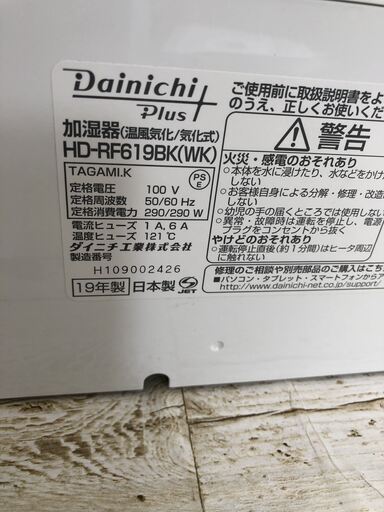 Dainichi Plus
加湿器(温風気化/気化式)
HD-RF619BK(WK)
TAGAMI.K
PS
E
定格電圧 100 V
定格周波数 50/60 Hz
定格消費電力 290/290 W
電流ヒューズ 1 A, 6 A
温度ヒューズ 121℃
ダイニチ工業株式会社
製造番号
H109002426
19年製 日本製
S JET
ご使用前に取扱説明書をよ
のうえ、正しくお使いくだ
警告
火災・感電のおそれあり
●本体を水に浸けたり、水などをかけ
しない
●お客様自身による分解・修理・改造
しない
●幼児の手の届くところでは使用しない
●異常・故障時は運転を停止し、電源
プラグをコンセントから
やけどのおそれあり
●運転停止直後(約1分間)はヒータ周辺
に触れない
修理のご相談や別売部品のご購入はこち
■パソコン・タブレット・スマートフォンからア
http://www.dainichi-net.co.jp/support/